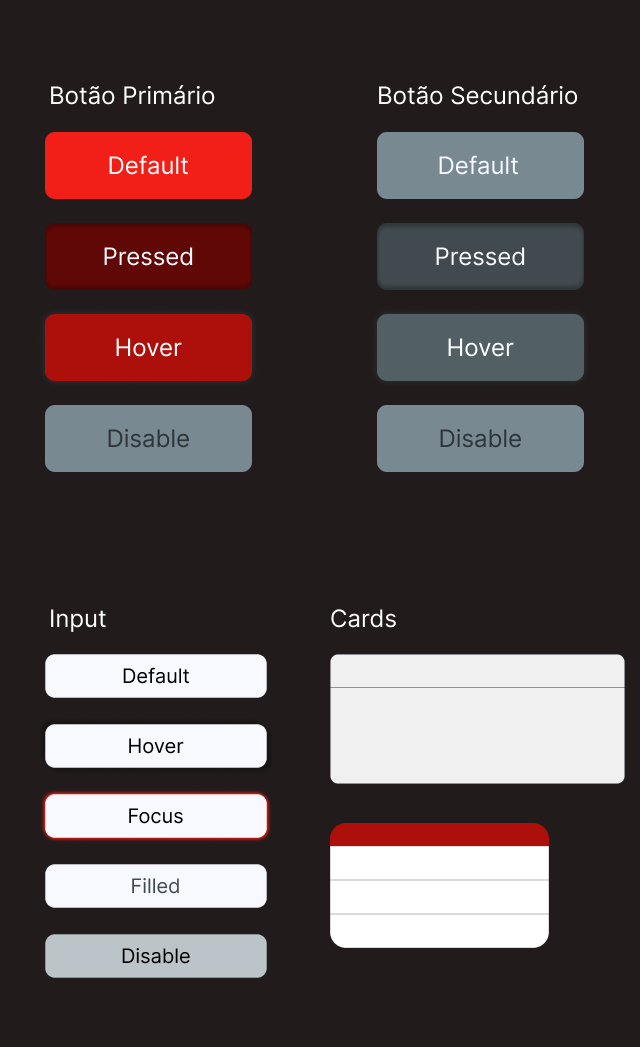 Botão Primário
Default
Pressed
Hover
Disable
Botão Secundário
Default
Pressed
Hover
Disable
Input
Default
Hover
Focus
Filled
Disable
Cards